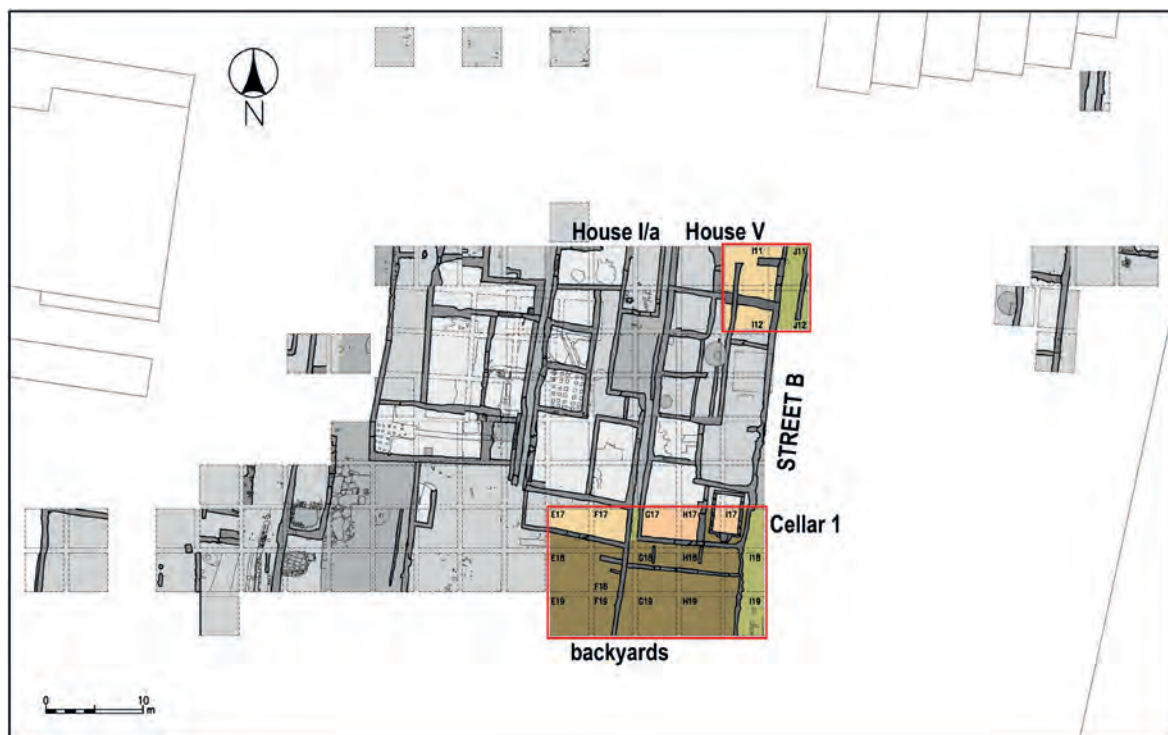 N
House I/a House V
I11 J11
I12 J12
STREET B
E17 F17 G17 H17 I17 Cellar 1
E18 G18 H18 I18
F18
E19 F19 G19 H19 I19
backyards
0 10
m